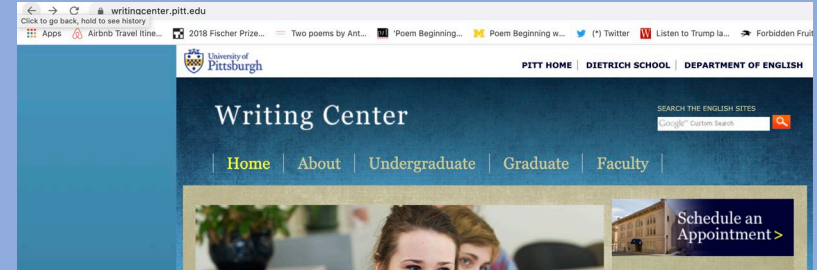 writingcenter.pitt.edu
Click to go back, hold to see history
Apps Airbnb Travel Itine... 2018 Fischer Prize... Two poems by Ant... 'Poem Beginning... Poem Beginning w... (*) Twitter Listen to Trump la... Forbidden Fruit
University of
Pittsburgh
PITT HOME | DIETRICH SCHOOL | DEPARTMENT OF ENGLISH
Writing Center
SEARCH THE ENGLISH SITES
Google™ Custom Search
Home | About | Undergraduate | Graduate | Faculty |
Schedule an
Appointment >